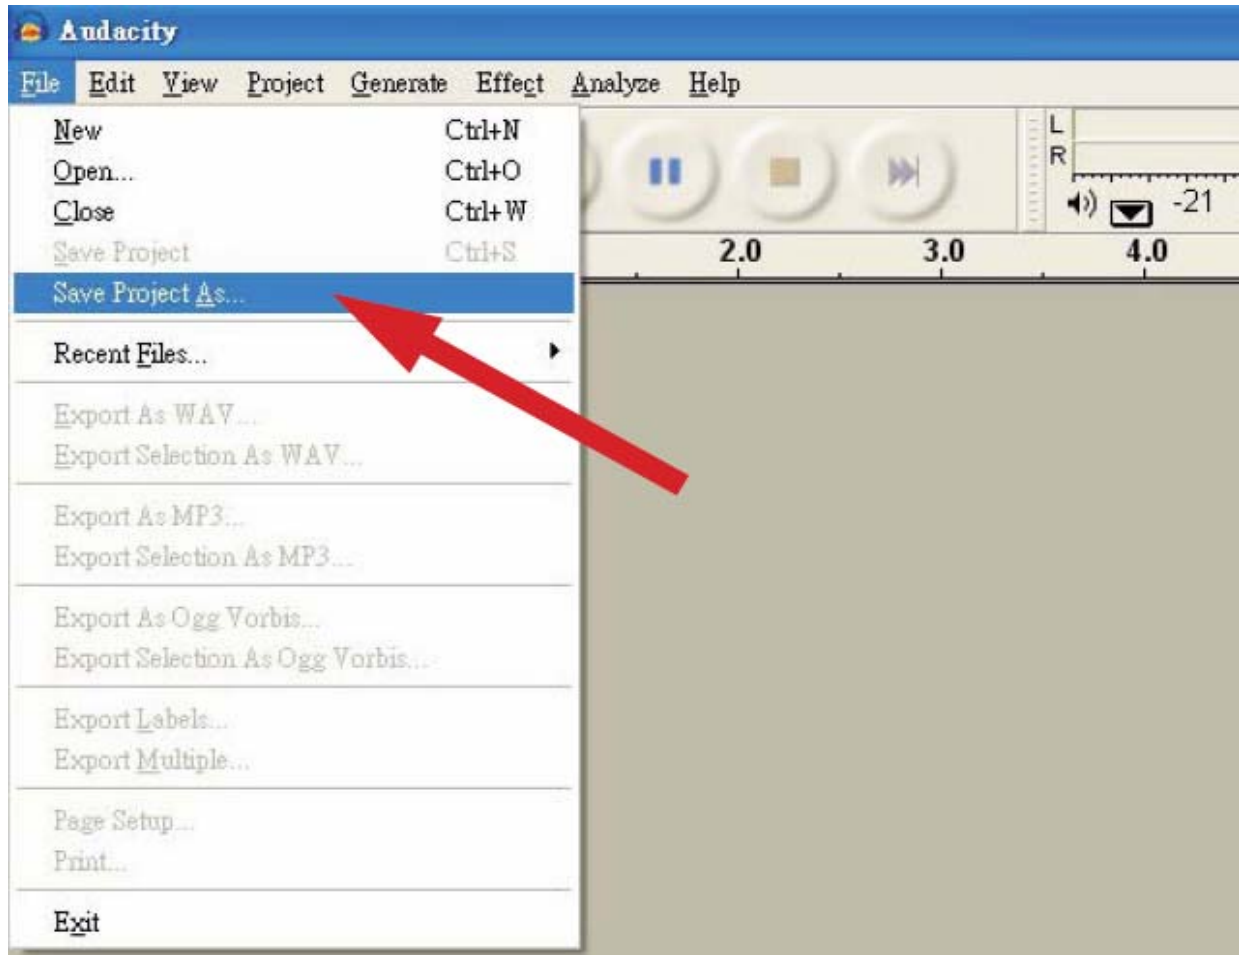 Audacity
File Edit View Project Generate Effect Analyze Help
New Ctrl+N
Open... Ctrl+O
Close Ctrl+W
Save Project Ctrl+S
Save Project As...
Recent Files...
Export As WAV...
Export Selection As WAV...
Export As MP3...
Export Selection As MP3...
Export As Ogg Vorbis...
Export Selection As Ogg Vorbis...
Export Labels...
Export Multiple...
Page Setup...
Print...
Exit
L
R
-21
2.0 3.0 4.0